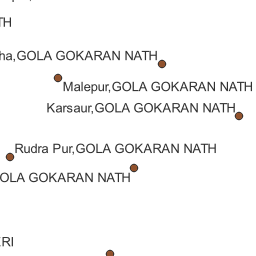 TH
ha,GOLA GOKARAN NATH
Malepur,GOLA GOKARAN NATH
Karsaur,GOLA GOKARAN NATH
Rudra Pur,GOLA GOKARAN NATH
OLA GOKARAN NATH
RI